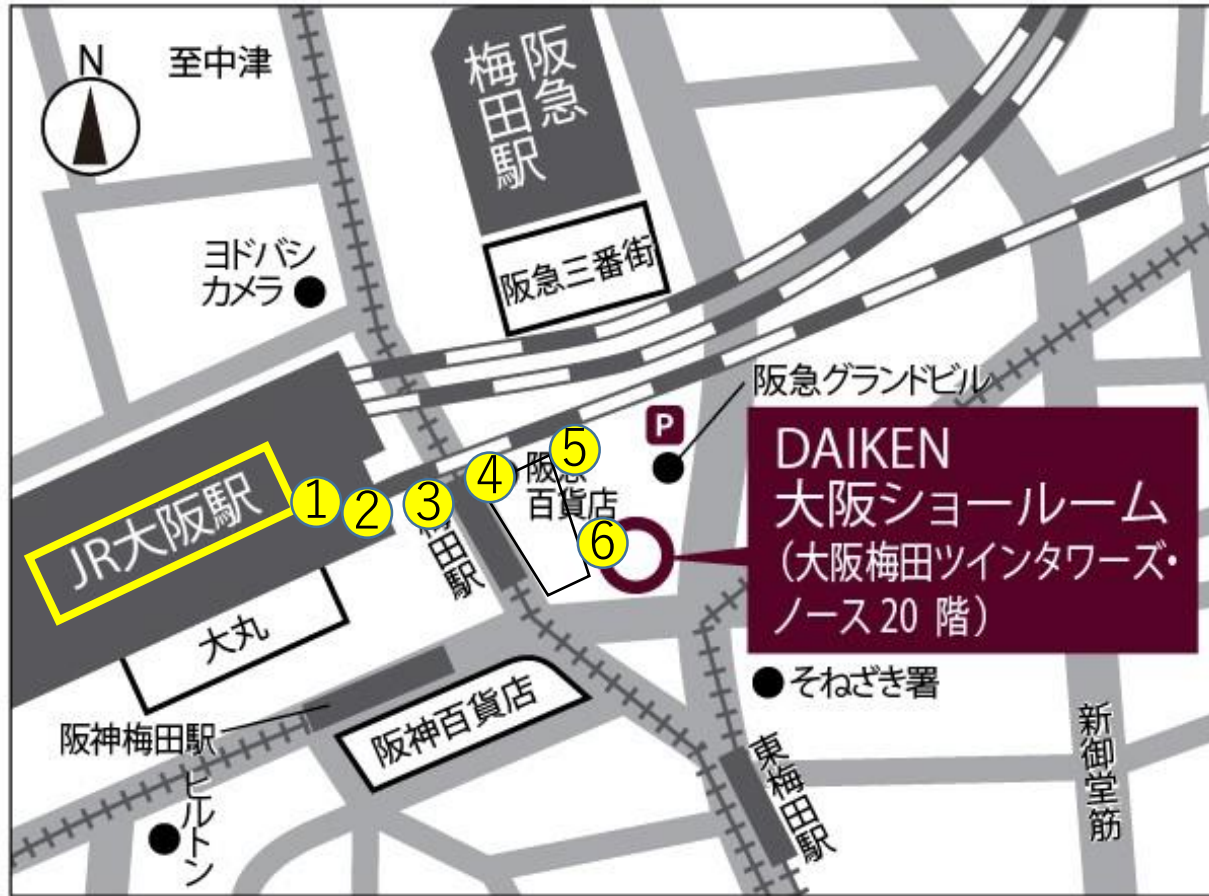 N
至中津
阪急
梅田駅
ヨドバシ
カメラ
阪急三番街
阪急グランドビル
P
DAIKEN
大阪ショールーム
(大阪梅田ツインタワーズ・
ノース20 階)
JR大阪駅
①
②
③
④
⑤
⑥
阪急
百貨店
梅田駅
大丸
阪神梅田駅
阪神百貨店
ヒルトン
そねざき署
東梅田駅
新御堂筋